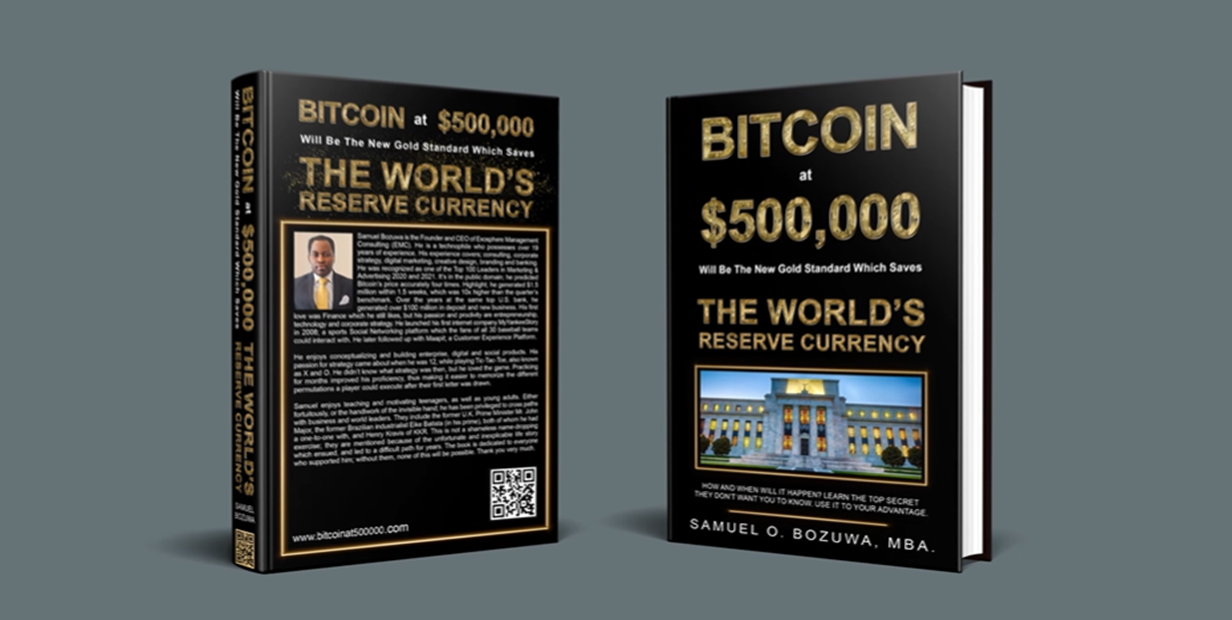 BITCOIN at $500,000 THE WORLD'S
Will Be The New Gold Standard Which Saves RESERVE CURRENCY
SAMUEL
BOZUWA
BITCOIN at $500,000
Will Be The New Gold Standard Which Saves
THE WORLD'S
RESERVE CURRENCY
Samuel Bozuwa is the Founder and CEO of Exosphere Management
Consulting (EMC). He is a technophile who possesses over 19
years of experience. His experience covers; consulting, corporate
strategy, digital marketing, creative design, branding and banking.
He was recognized as one of the Top 100 Leaders in Marketing &
Advertising 2020 and 2021. It's in the public domain; he predicted
Bitcoin's price accurately four times. Highlight; he generated $1.5
million within 1.5 weeks, which was 10x higher than the quarter's
benchmark. Over the years at the same top U.S. bank, he
generated over $100 million in deposit and new business. His first
love was Finance which he still likes, but his passion and proclivity are entrepreneurship,
technology and corporate strategy. He launched his first internet company MyYankeeStory
in 2008; a sports Social Networking platform which the fans of all 30 baseball teams
could interact with. He later followed up with Maapit; a Customer Experience Platform.
He enjoys conceptualizing and building enterprise, digital and social products. His
passion for strategy came about when he was 12, while playing Tic-Tac-Toe, also known
as X and O. He didn't know what strategy was then, but he loved the game. Practicing
for months improved his proficiency, thus making it easier to memorize the different
permutations a player could execute after their first letter was drawn.
Samuel enjoys teaching and motivating teenagers, as well as young adults. Either
fortuitously, or the handiwork of the invisible hand; he has been privileged to cross paths
with business and world leaders. They include the former U.K. Prime Minister Mr. John
Major, the former Brazilian industrialist Eike Batista (in his prime), both of whom he had
a one-to-one with, and Henry Kravis of KKR. This is not a shameless name-dropping
exercise; they are mentioned because of the unfortunate and inexplicable life story
which ensued, and led to a difficult path for years. The book is dedicated to everyone
who supported him; without them, none of this will be possible. Thank you very much.
www.bitcoinat500000.com
BITCOIN
at
$500,000
Will Be The New Gold Standard Which Saves
THE WORLD'S
RESERVE CURRENCY
HOW AND WHEN WILL IT HAPPEN? LEARN THE TOP SECRET
THEY DON'T WANT YOU TO KNOW. USE IT TO YOUR ADVANTAGE.
SAMUEL O. BOZUWA, MBA.